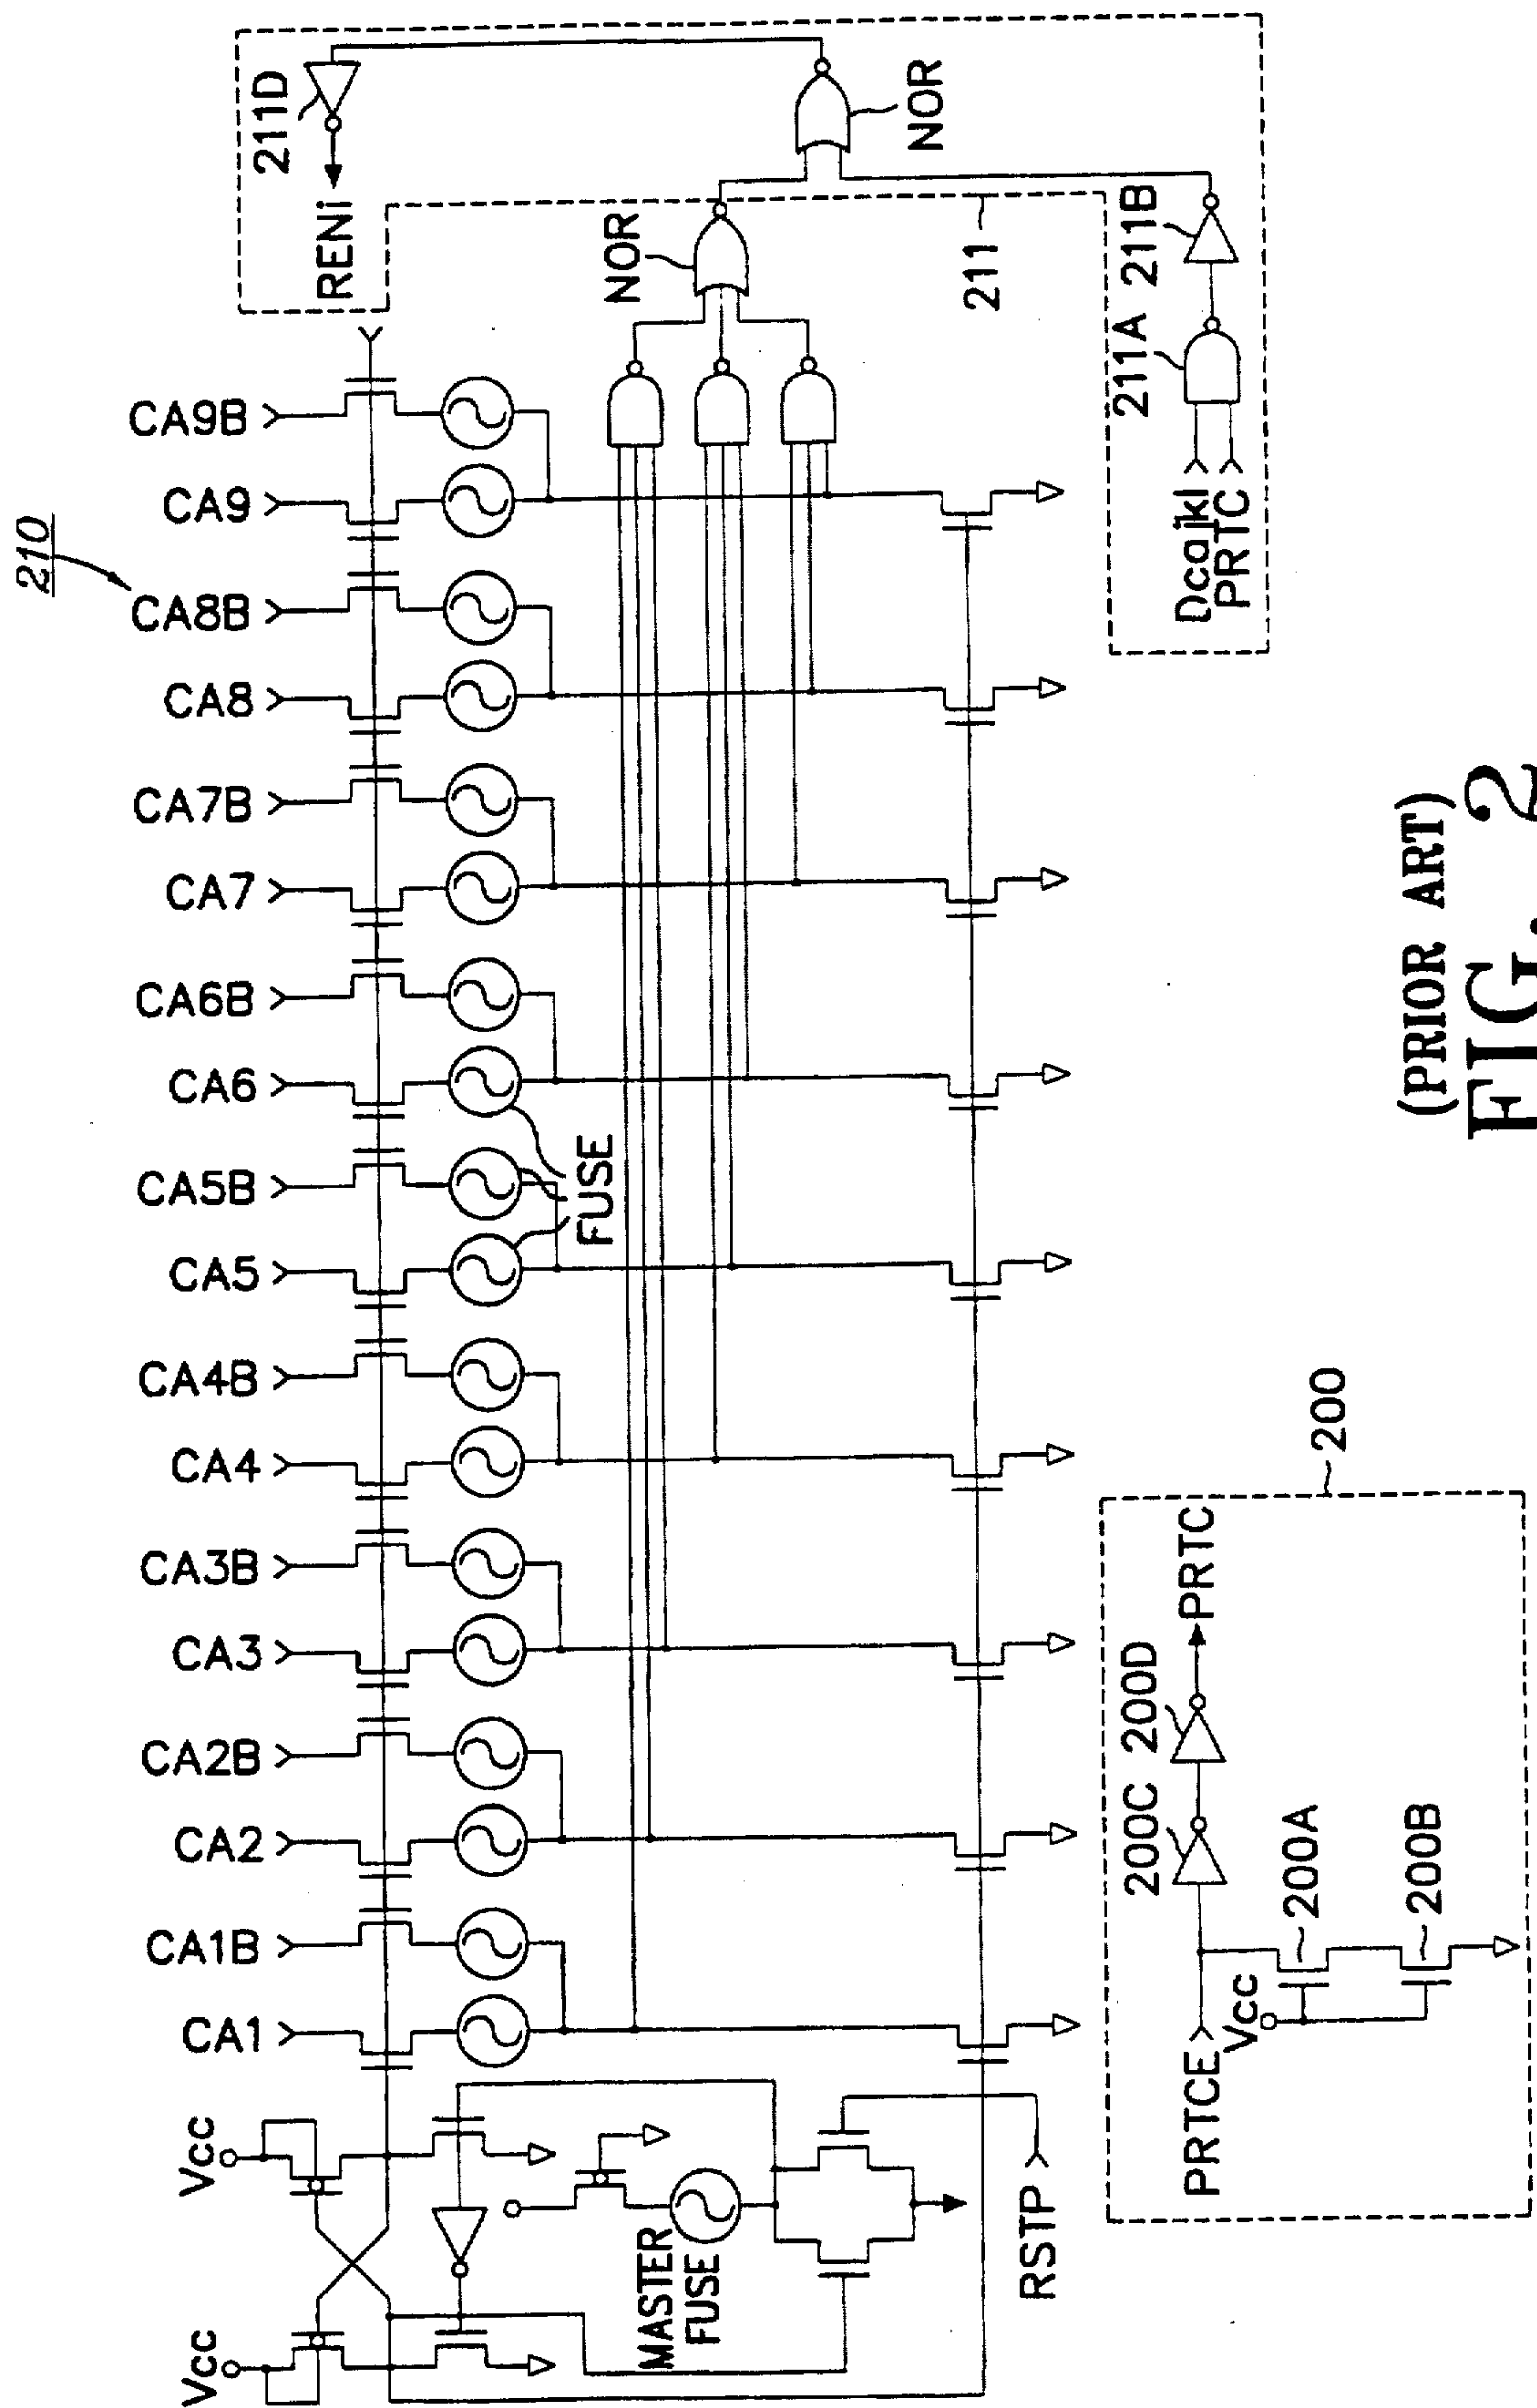 210
CA1
CA1B
CA2
CA2B
CA3
CA3B
CA4
CA4B
CA5
CA5B
CA6
CA6B
CA7
CA7B
CA8
CA8B
CA9
CA9B
Vcc
Vcc
211D
RENi
NOR
NOR
FUSE
MASTER
FUSE
RSTP
211
211A
211B
Dcajkl
PRTC
200
PRTCE
200C
200D
PRTC
Vcc
200A
200B
(PRIOR ART)
FIG. 2